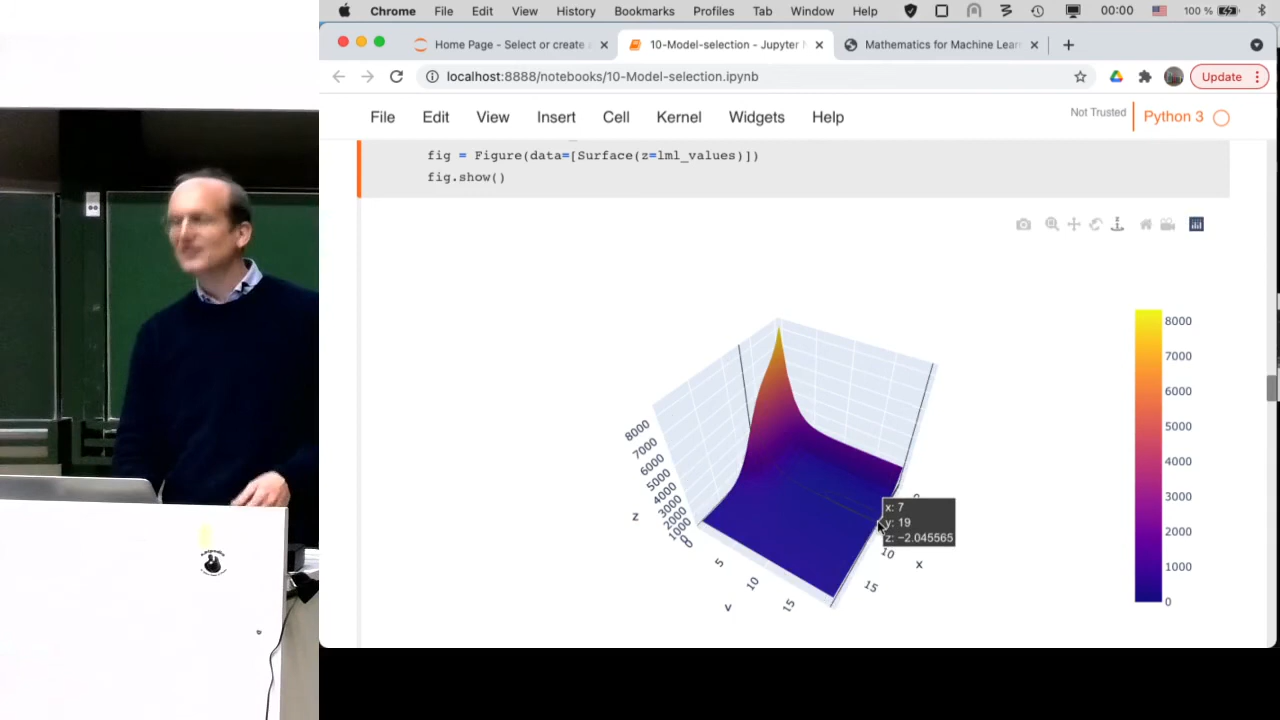 Chrome File Edit View History Bookmarks Profiles Tab Window Help 00:00 100 %
Home Page - Select or create a
10-Model-selection - Jupyter
Mathematics for Machine Lear
localhost:8888/notebooks/10-Model-selection.ipynb
Update
File Edit View Insert Cell Kernel Widgets Help
Not Trusted
Python 3
fig = Figure(data=[Surface(z=lml_values)])
fig.show()
8000
7000
6000
5000
4000
3000
2000
1000
0
z
5
10
15
y
10
15
x
x: 7
y: 19
z: −2.045565
8000
7000
6000
5000
4000
3000
2000
1000
0